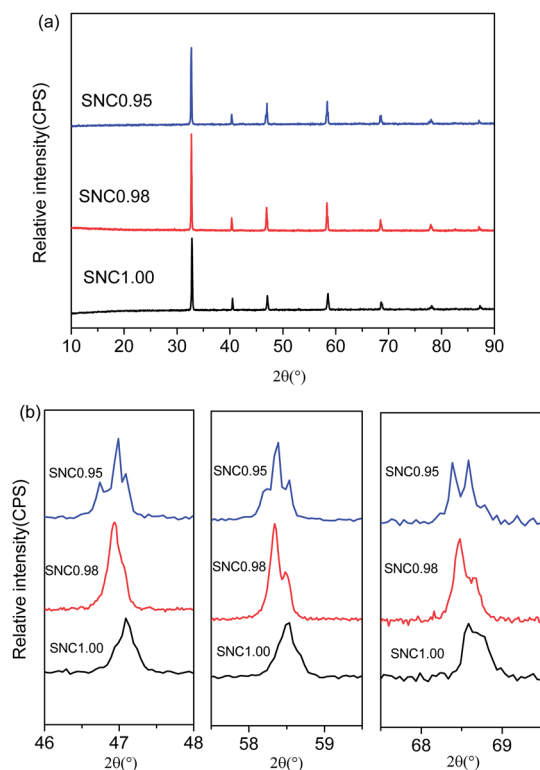 (a)
Relative intensity(CPS)
SNC0.95
SNC0.98
SNC1.00
10 20 30 40 50 60 70 80 90
2θ(°)
(b)
Relative intensity(CPS)
SNC0.95
SNC0.98
SNC1.00
46 47 48
2θ(°)
SNC0.95
SNC0.98
SNC1.00
58 59
2θ(°)
SNC0.95
SNC0.98
SNC1.00
68 69
2θ(°)